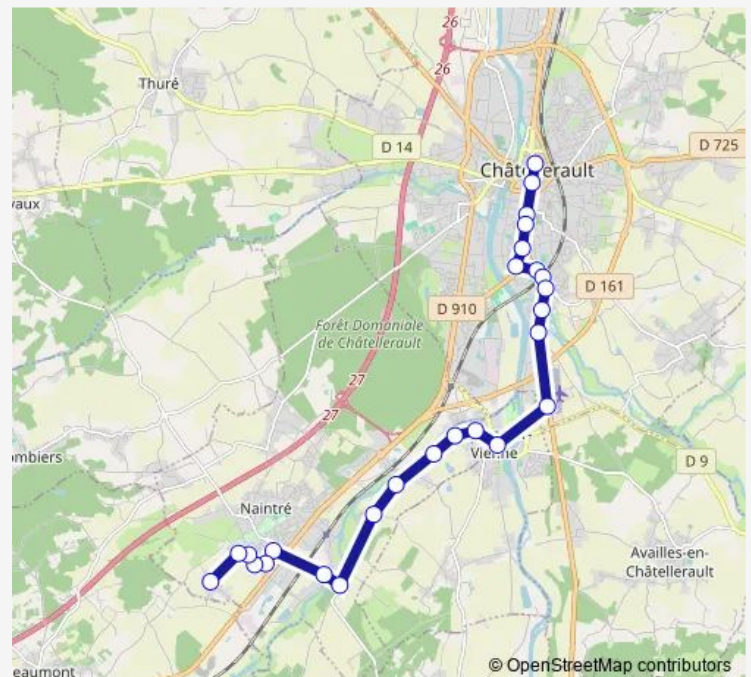 26
26
Thuré
D 14
D 725
Châtellerault
vaux
D 161
D 910
Forêt Domaniale
de Châtellerault
27
27
ombiers
Vienne
D 9
Naintré
Availles-en-
Châtellerault
eaumont
© OpenStreetMap contributors